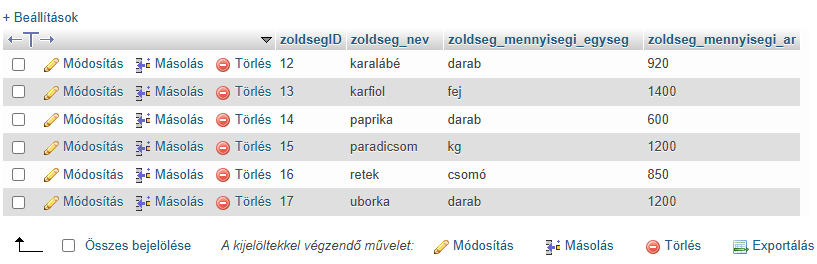 + Beállítások
zoldsegID zoldseg_nev zoldseg_mennyisegi_egyseg zoldseg_mennyisegi_ar
Módosítás Másolás Törlés 12 karalábé darab 920
Módosítás Másolás Törlés 13 karfiol fej 1400
Módosítás Másolás Törlés 14 paprika darab 600
Módosítás Másolás Törlés 15 paradicsom kg 1200
Módosítás Másolás Törlés 16 retek csomó 850
Módosítás Másolás Törlés 17 uborka darab 1200
Összes bejelölése A kijelöltekkel végzendő művelet: Módosítás Másolás Törlés Exportálás